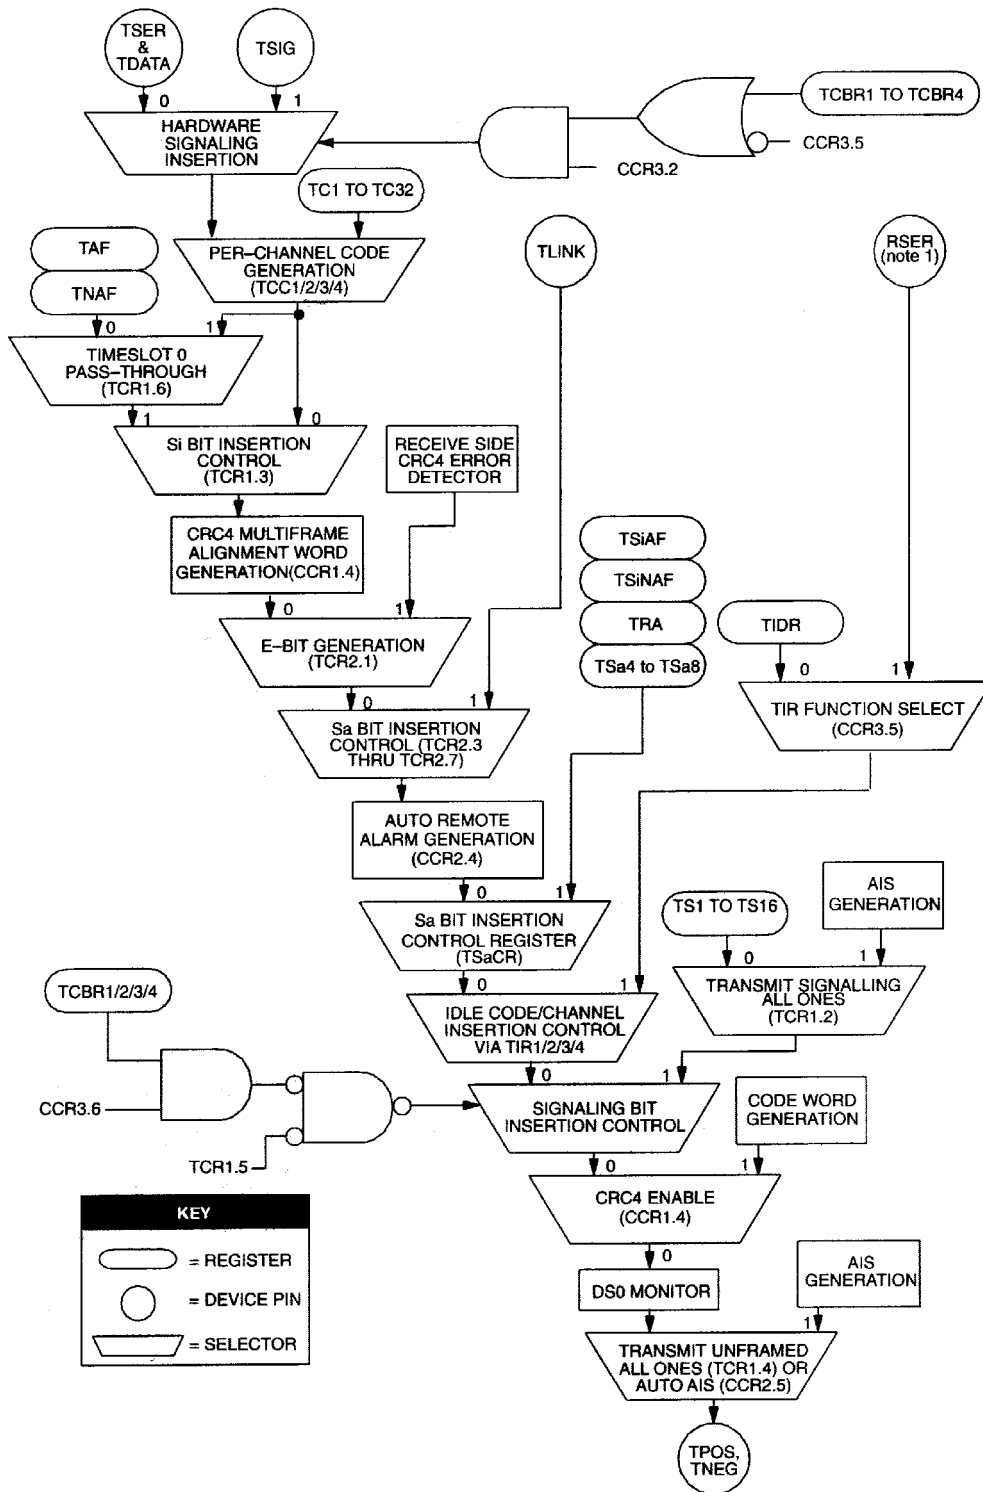 TSER
&
TDATA
TSIG
0
1
TCBR1 TO TCBR4
HARDWARE
SIGNALING
INSERTION
CCR3.5
CCR3.2
TC1 TO TC32
TAF
TNAF
PER-CHANNEL CODE
GENERATION
(TCC1/2/3/4)
TLINK
RSER
(note 1)
0
1
TIMESLOT 0
PASS-THROUGH
(TCR1.6)
1
0
Si BIT INSERTION
CONTROL
(TCR1.3)
RECEIVE SIDE
CRC4 ERROR
DETECTOR
CRC4 MULTIFRAME
ALIGNMENT WORD
GENERATION(CCR1.4)
TSiAF
TSiNAF
TRA
TSa4 to TSa8
0
1
E-BIT GENERATION
(TCR2.1)
TIDR
0
1
TIR FUNCTION SELECT
(CCR3.5)
0
1
Sa BIT INSERTION
CONTROL (TCR2.3
THRU TCR2.7)
AUTO REMOTE
ALARM GENERATION
(CCR2.4)
0
1
Sa BIT INSERTION
CONTROL REGISTER
(TSaCR)
TS1 TO TS16
AIS
GENERATION
0
1
TRANSMIT SIGNALLING
ALL ONES
(TCR1.2)
0
1
IDLE CODE/CHANNEL
INSERTION CONTROL
VIA TIR1/2/3/4
TCBR1/2/3/4
CCR3.6
TCR1.5
0
1
SIGNALING BIT
INSERTION CONTROL
CODE WORD
GENERATION
0
1
CRC4 ENABLE
(CCR1.4)
KEY
= REGISTER
= DEVICE PIN
= SELECTOR
0
DS0 MONITOR
AIS
GENERATION
1
TRANSMIT UNFRAMED
ALL ONES (TCR1.4) OR
AUTO AIS (CCR2.5)
TPOS,
TNEG